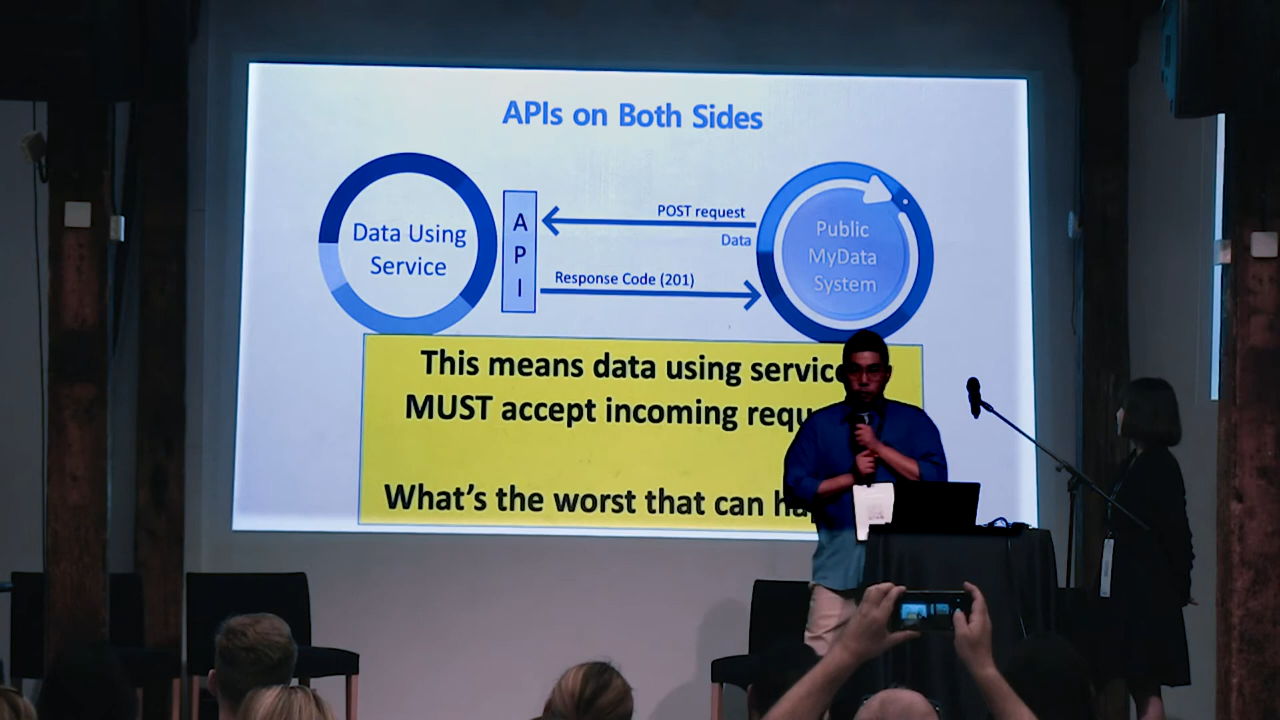 APIs on Both Sides
Data Using
Service
A
P
I
POST request
Data
Response Code (201)
Public
MyData
System
This means data using
MUST accept incoming
What's the worst that can